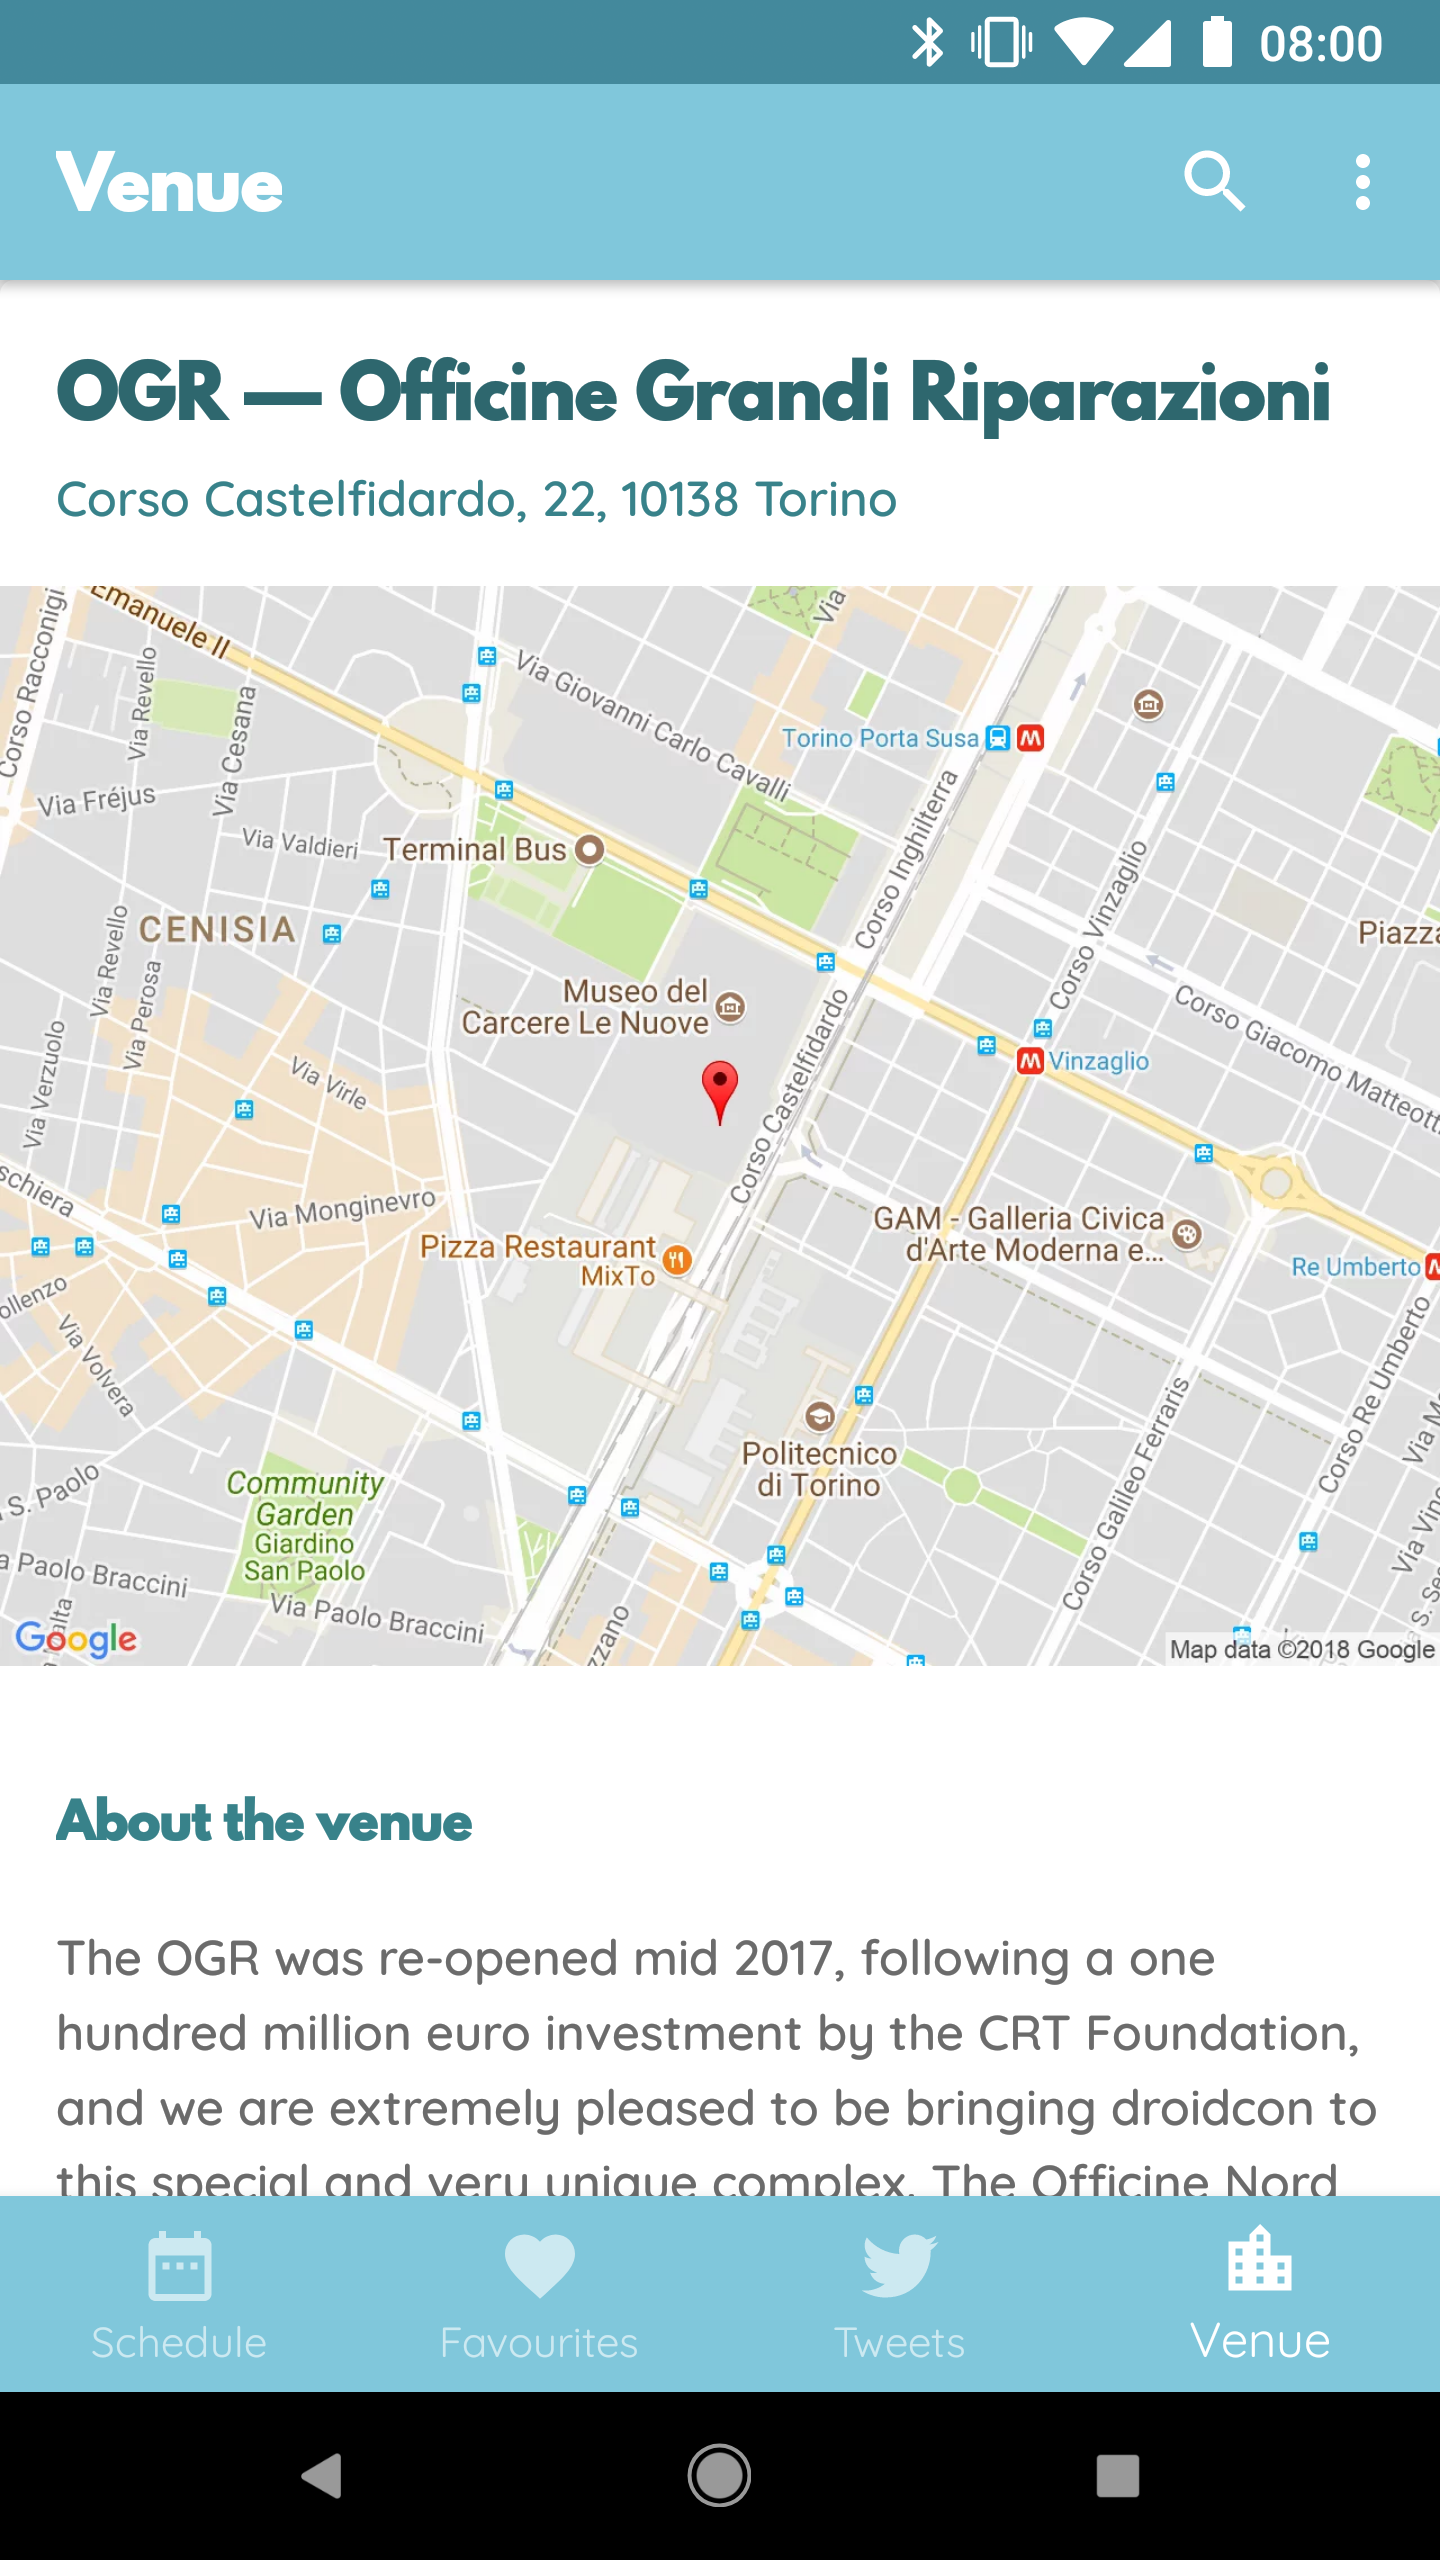 08:00
Venue
OGR — Officine Grandi Riparazioni
Corso Castelfidardo, 22, 10138 Torino
Emanuele II
Corso Racconigi
Via Revello
Via Cesana
Via Giovanni Carlo Cavalli
Via
Torino Porta Susa
Via Fréjus
Via Valdieri
Terminal Bus
Corso Inghilterra
Corso Vinzaglio
CENISIA
Via Revello
Via Perosa
Piazza
Museo del
Carcere Le Nuove
Corso Giacomo Matteotti
Via Verzuolo
Via Virle
Vinzaglio
Corso Castelfidardo
schiera
Via Monginevro
GAM - Galleria Civica
d'Arte Moderna e...
Pizza Restaurant
MixTo
Re Umberto
ollenzo
Via Volvera
Corso Re Umberto
Corso Galileo Ferraris
Politecnico
di Torino
S. Paolo
Community
Garden
Giardino
San Paolo
a Paolo Braccini
Via Paolo Braccini
zzano
Google
Map data ©2018 Google
About the venue
The OGR was re-opened mid 2017, following a one
hundred million euro investment by the CRT Foundation,
and we are extremely pleased to be bringing droidcon to
this special and very unique complex. The Officine Nord
Schedule
Favourites
Tweets
Venue